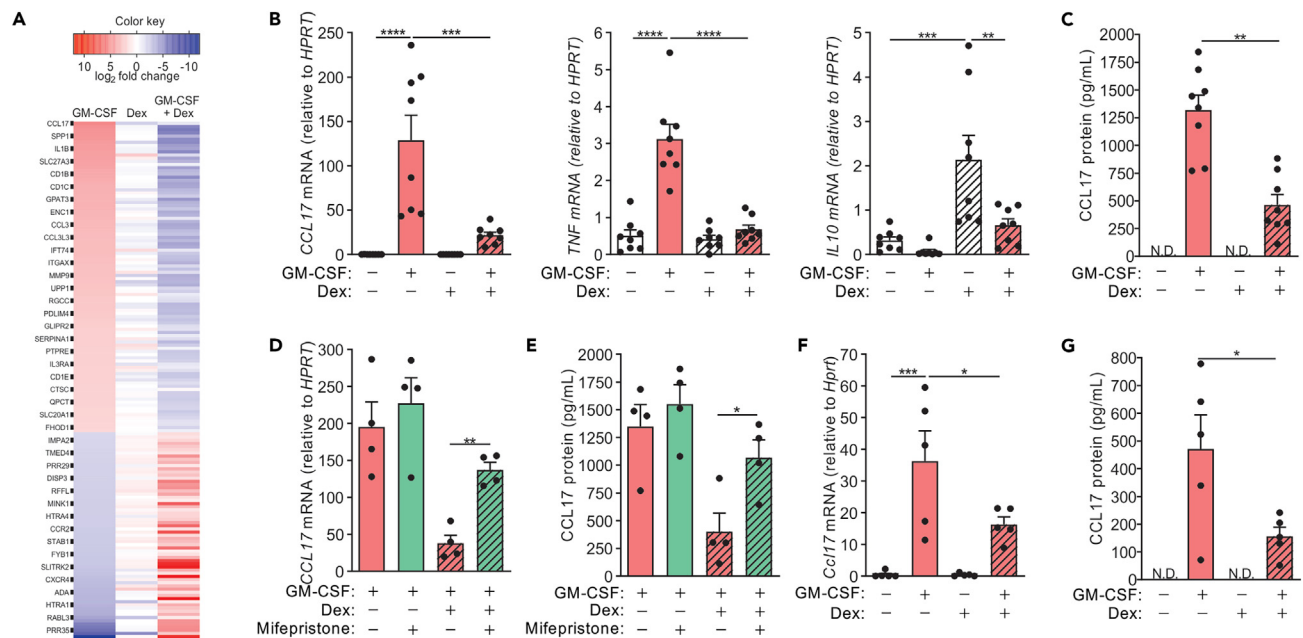 A
Color key
10 5 0 -5 -10
log2 fold change
GM-CSF Dex GM-CSF + Dex
CCL17
SPP1
IL1B
SLC27A3
CD1B
CD1C
GPAT3
ENC1
CCL3
CCL3L3
IFT74
ITGAX
MMP9
UPP1
RGCC
PDLIM4
GLIPR2
SERPINA1
PTPRE
IL3RA
CD1E
CTSC
QPCT
SLC20A1
FHOD1
IMPA2
TMED4
PRR29
DISP3
RFFL
MINK1
HTRA4
CCR2
STAB1
FYB1
SLITRK2
CXCR4
ADA
HTRA1
RABL3
PRR35
B
CCL17 mRNA (relative to HPRT)
250
200
150
100
50
0
**** ***
GM-CSF: – + – +
Dex: – – + +
TNF mRNA (relative to HPRT)
6
5
4
3
2
1
0
**** ****
GM-CSF: – + – +
Dex: – – + +
IL10 mRNA (relative to HPRT)
5
4
3
2
1
0
*** **
GM-CSF: – + – +
Dex: – – + +
C
CCL17 protein (pg/mL)
2000
1500
1000
500
0
**
N.D. N.D.
GM-CSF: – + – +
Dex: – – + +
D
CCL17 mRNA (relative to HPRT)
300
250
200
150
100
50
0
**
GM-CSF: + + + +
Dex: – – + +
Mifepristone: – + – +
E
CCL17 protein (pg/mL)
2000
1750
1500
1250
1000
750
500
250
0
*
GM-CSF: + + + +
Dex: – – + +
Mifepristone: – + – +
F
Ccl17 mRNA (relative to Hprt)
70
60
50
40
30
20
10
0
*** *
GM-CSF: – + – +
Dex: – – + +
G
CCL17 protein (pg/mL)
800
700
600
500
400
300
200
100
0
*
N.D. N.D.
GM-CSF: – + – +
Dex: – – + +